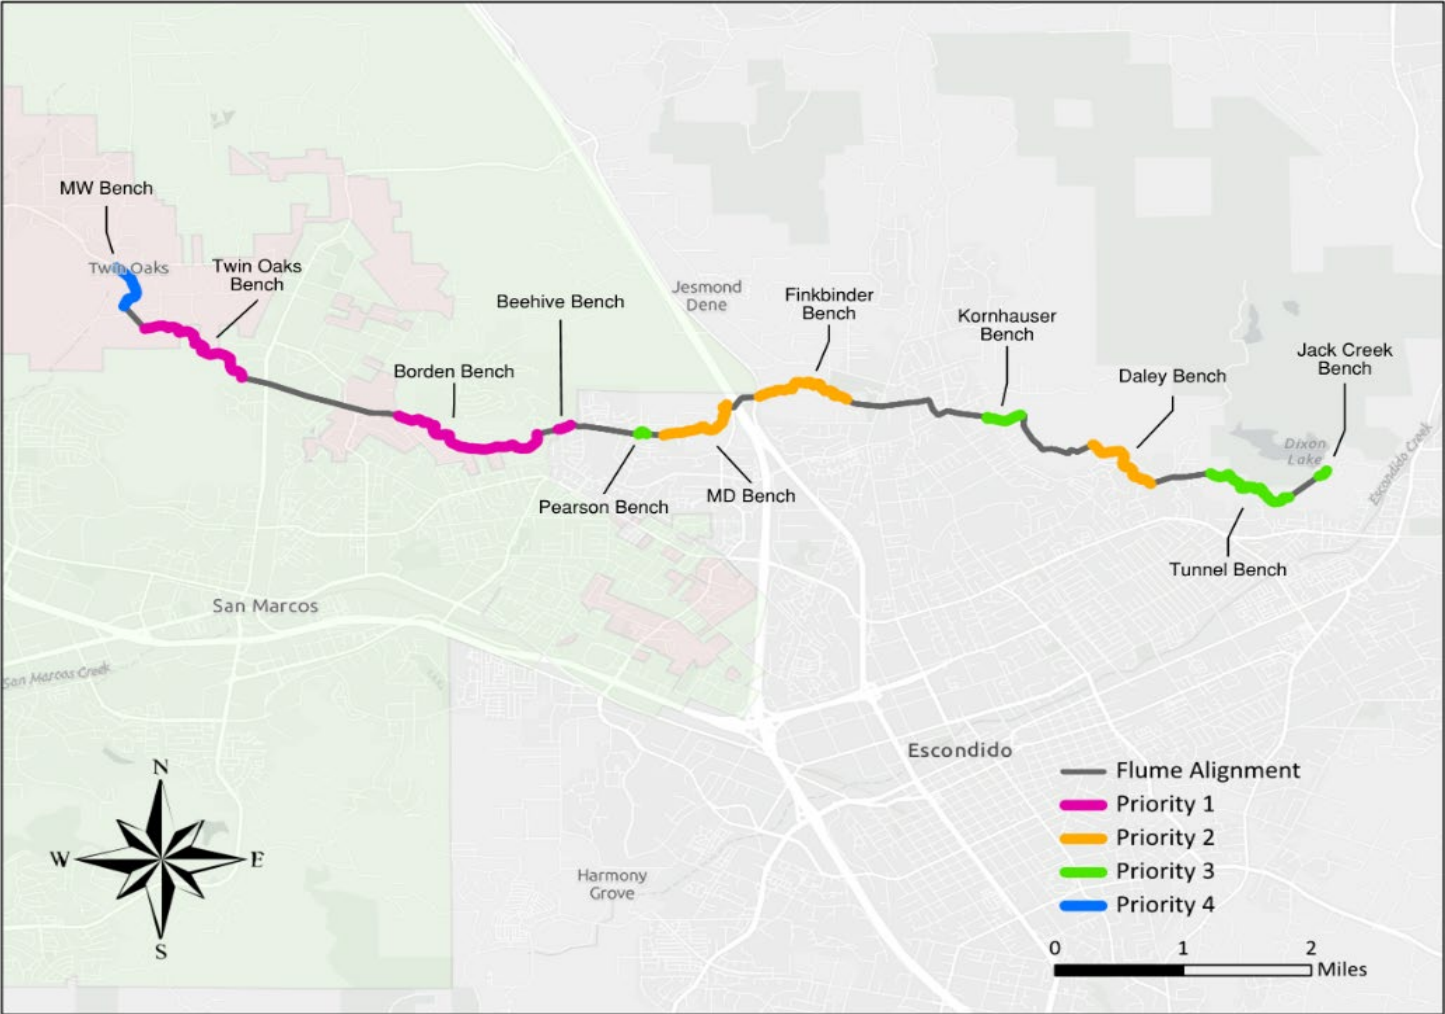 MW Bench
Twin Oaks
Twin Oaks
Bench
Beehive Bench
Jesmond
Dene
Finkbinder
Bench
Kornhauser
Bench
Jack Creek
Bench
Borden Bench
Daley Bench
Dixon
Lake
Escondido Creek
Pearson Bench
MD Bench
Tunnel Bench
San Marcos
San Marcos Creek
Escondido
Harmony
Grove
N
W
E
S
Flume Alignment
Priority 1
Priority 2
Priority 3
Priority 4
0 1 2
Miles